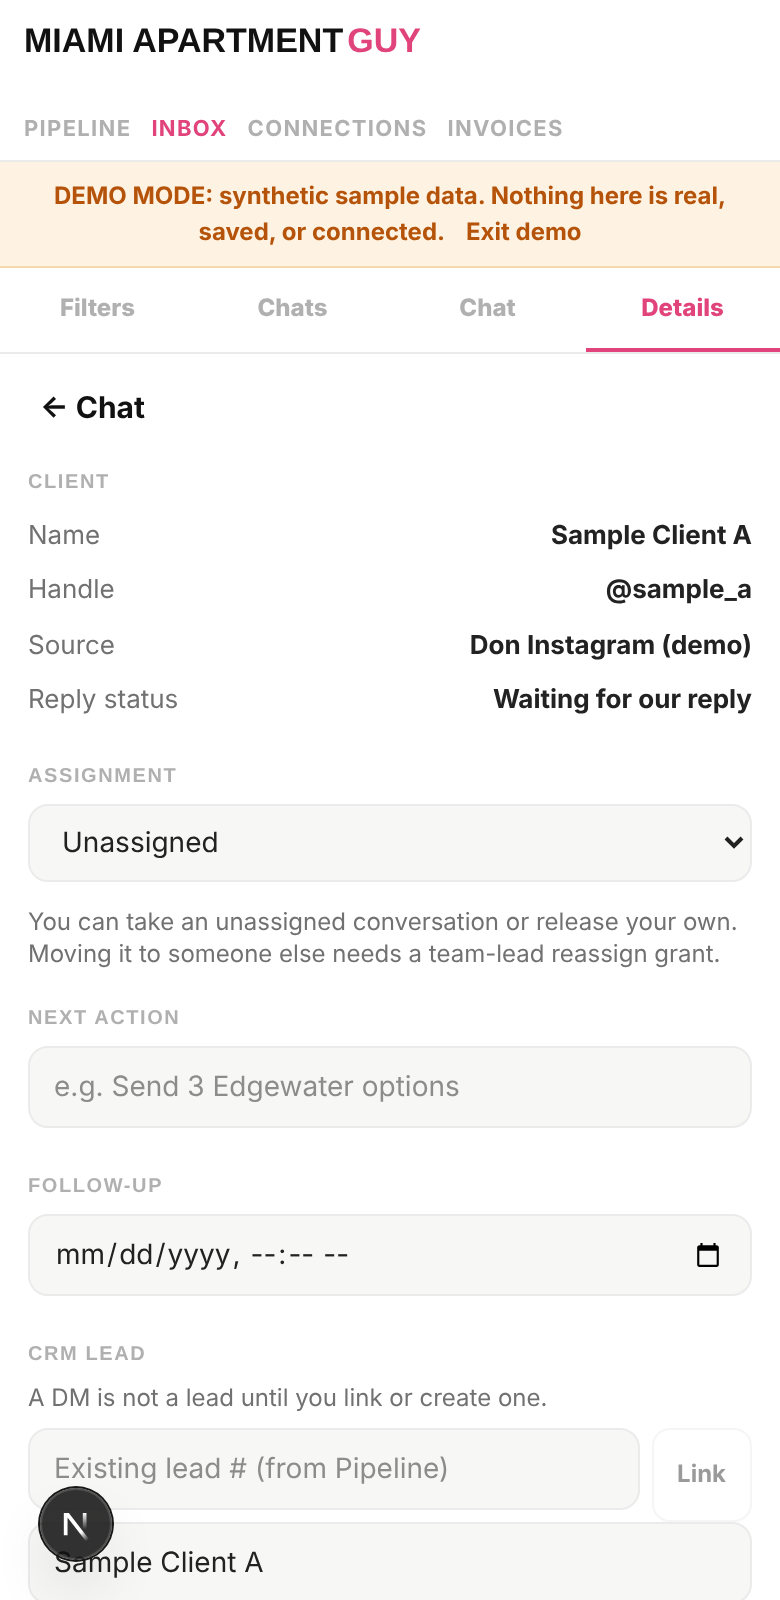 MIAMI APARTMENT GUY
PIPELINE INBOX CONNECTIONS INVOICES
DEMO MODE: synthetic sample data. Nothing here is real,
saved, or connected. Exit demo
Filters Chats Chat Details
← Chat
CLIENT
Name Sample Client A
Handle @sample_a
Source Don Instagram (demo)
Reply status Waiting for our reply
ASSIGNMENT
Unassigned
You can take an unassigned conversation or release your own.
Moving it to someone else needs a team-lead reassign grant.
NEXT ACTION
e.g. Send 3 Edgewater options
FOLLOW-UP
mm/dd/yyyy, --:-- --
CRM LEAD
A DM is not a lead until you link or create one.
Existing lead # (from Pipeline) Link
N
Sample Client A